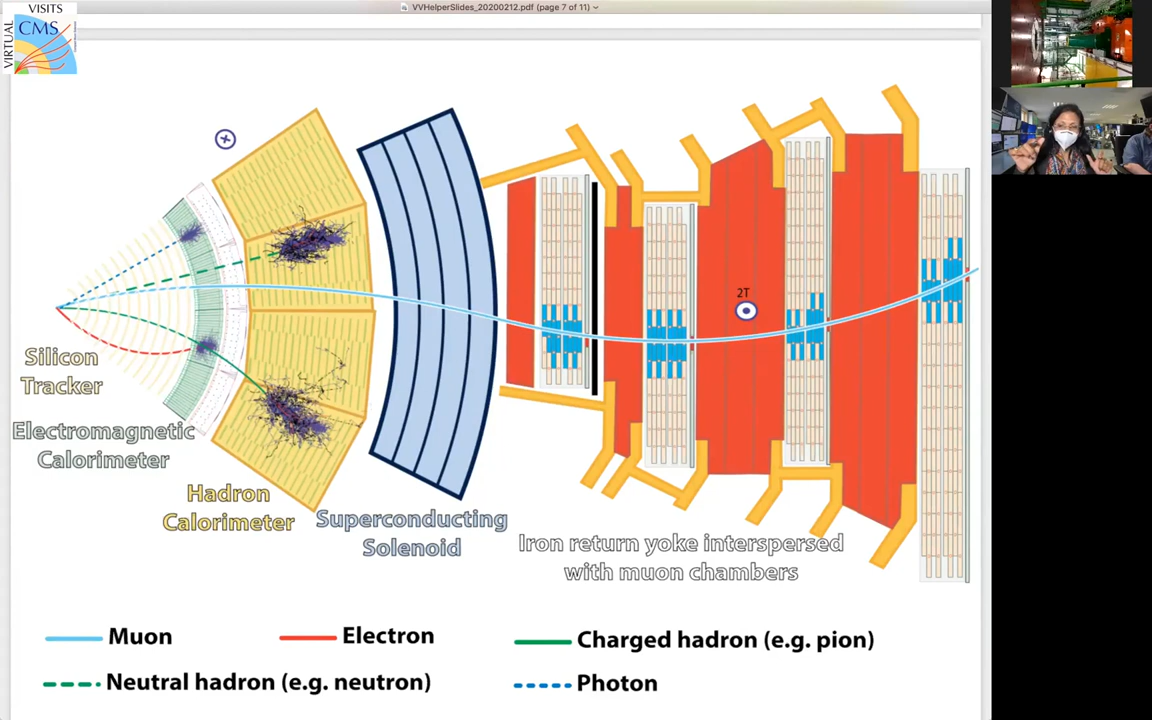 VVHelperSlides_20200212.pdf (page 7 of 11)
VISITS
CMS
VIRTUAL
2T
Silicon
Tracker
Electromagnetic
Calorimeter
Hadron
Calorimeter
Superconducting
Solenoid
Iron return yoke interspersed
with muon chambers
Muon
Electron
Charged hadron (e.g. pion)
Neutral hadron (e.g. neutron)
Photon